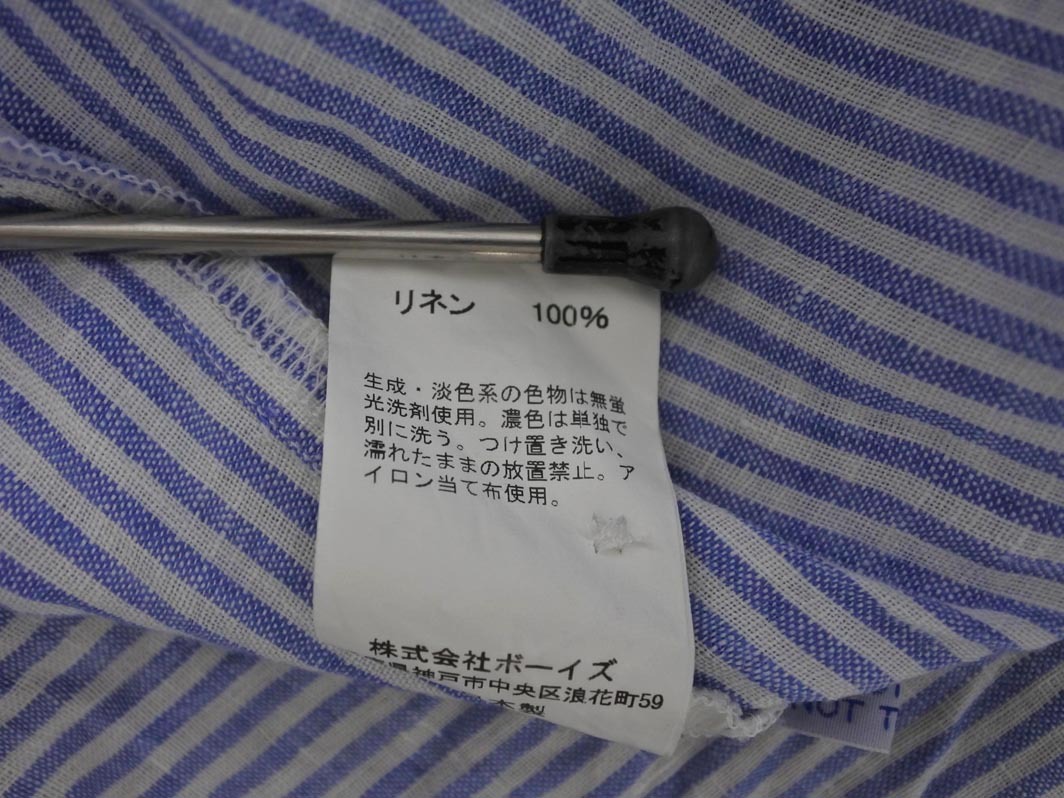 リネン 100%
生成・淡色系の色物は無蛍
光洗剤使用。濃色は単独で
別に洗う。つけ置き洗い、
濡れたままの放置禁止。ア
イロン当て布使用。
株式会社ボーイズ
県神戸市中央区浪花町59
本製